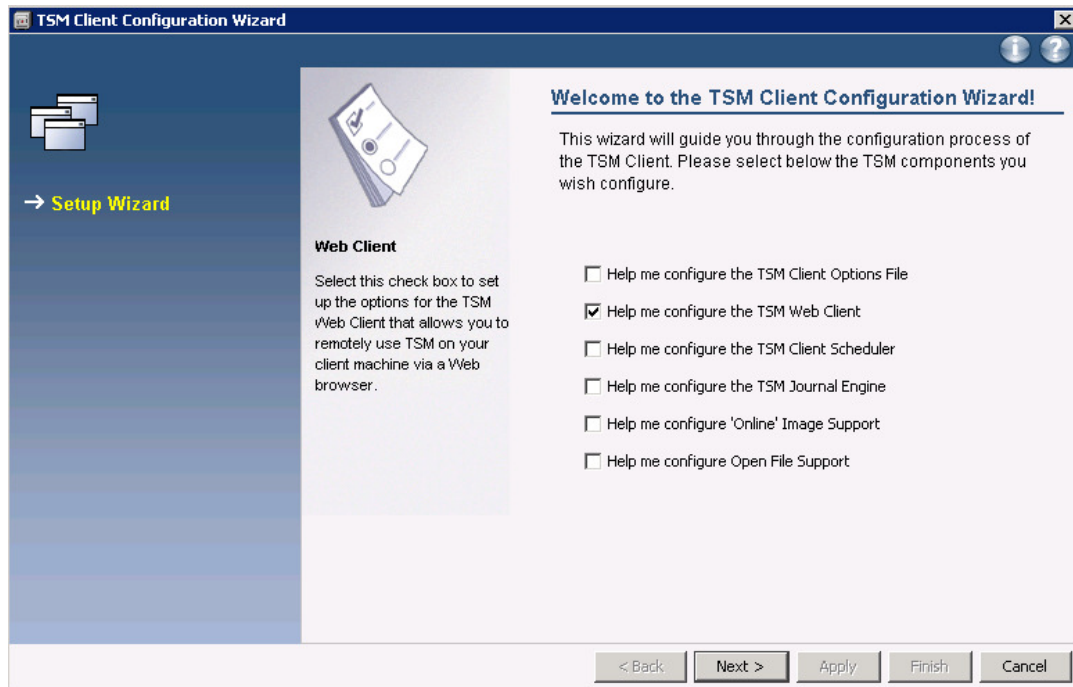 TSM Client Configuration Wizard
Setup Wizard
Web Client
Select this check box to set
up the options for the TSM
Web Client that allows you to
remotely use TSM on your
client machine via a Web
browser.
Welcome to the TSM Client Configuration Wizard!
This wizard will guide you through the configuration process of
the TSM Client. Please select below the TSM components you
wish configure.
Help me configure the TSM Client Options File
Help me configure the TSM Web Client
Help me configure the TSM Client Scheduler
Help me configure the TSM Journal Engine
Help me configure 'Online' Image Support
Help me configure Open File Support
< Back
Next >
Apply
Finish
Cancel